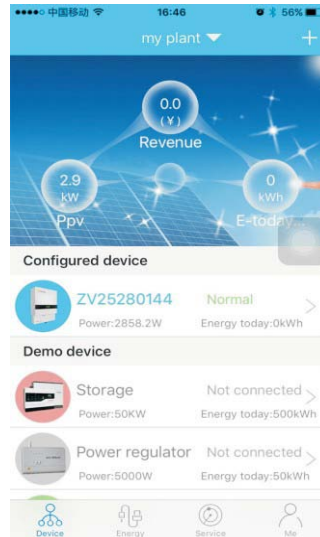 中国移动 16:46 56%
my plant
0.0
(￥)
Revenue
2.9
kW
Ppv
0
kWh
E-today...
Configured device
ZV25280144 Normal
Power:2858.2W Energy today:0kWh
Demo device
Storage Not connected
Power:50KW Energy today:500kWh
Power regulator Not connected
Power:5000W Energy today:50kWh
Device Energy Service Me